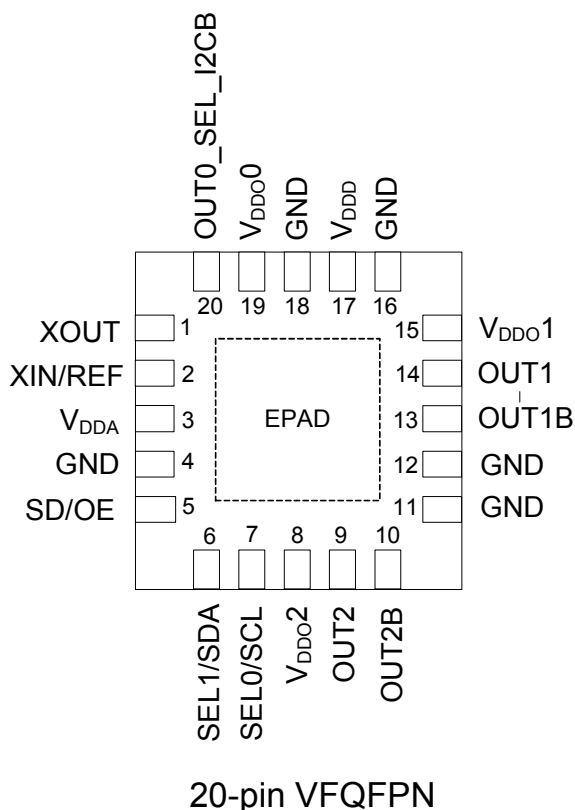 OUT0_SEL_I2CB
VDDO0
GND
VDDD
GND
20
19
18
17
16
XOUT 1
XIN/REF 2
VDDA 3
GND 4
SD/OE 5
EPAD
15 VDDO1
14 OUT1
13 OUT1B
12 GND
11 GND
6
7
8
9
10
SEL1/SDA
SEL0/SCL
VDDO2
OUT2
OUT2B
20-pin VFQFPN